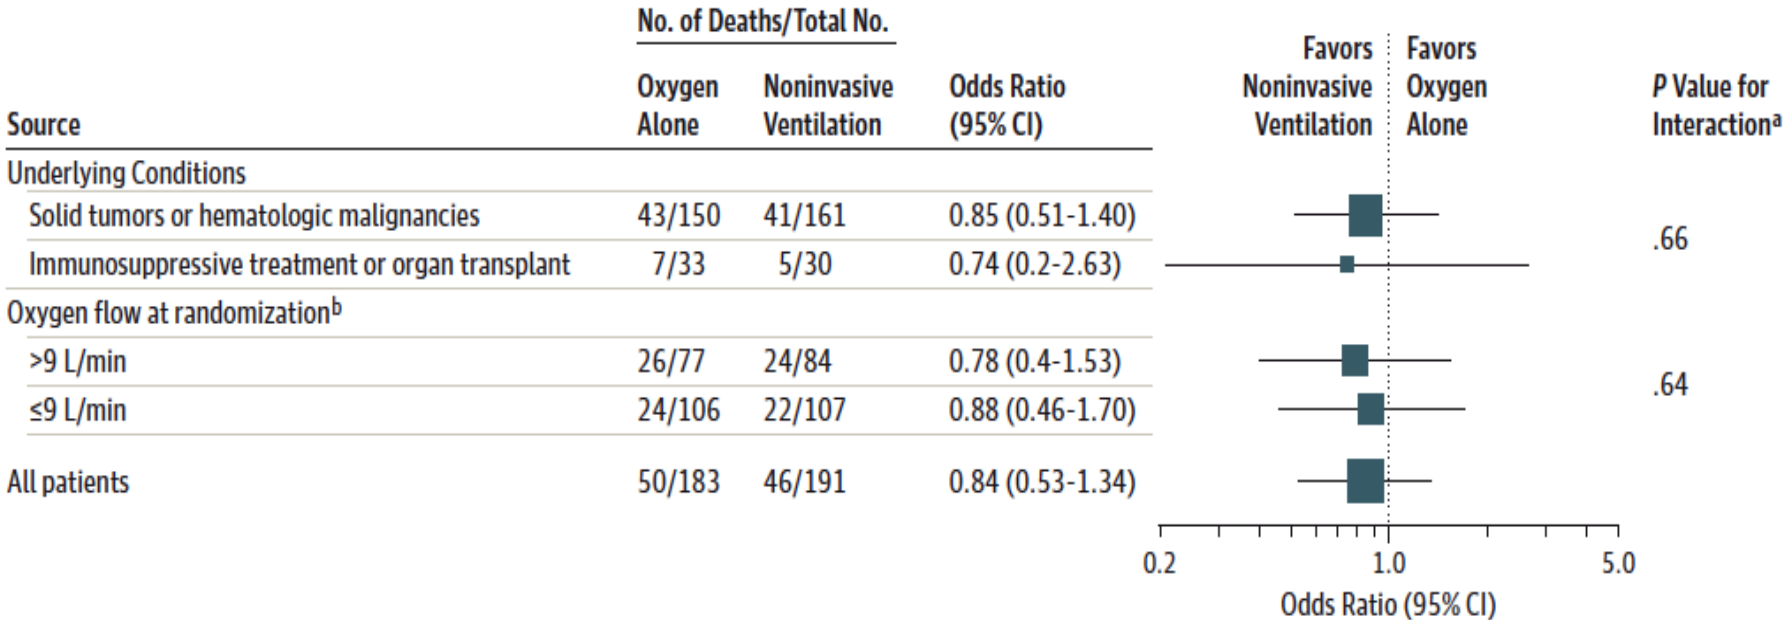 No. of Deaths/Total No.
Source
Oxygen Alone
Noninvasive Ventilation
Odds Ratio (95% CI)
Favors Noninvasive Ventilation
Favors Oxygen Alone
P Value for Interactionᵃ
Underlying Conditions
Solid tumors or hematologic malignancies 43/150 41/161 0.85 (0.51-1.40)
.66
Immunosuppressive treatment or organ transplant 7/33 5/30 0.74 (0.2-2.63)
Oxygen flow at randomizationᵇ
>9 L/min 26/77 24/84 0.78 (0.4-1.53)
.64
≤9 L/min 24/106 22/107 0.88 (0.46-1.70)
All patients 50/183 46/191 0.84 (0.53-1.34)
0.2 1.0 5.0
Odds Ratio (95% CI)